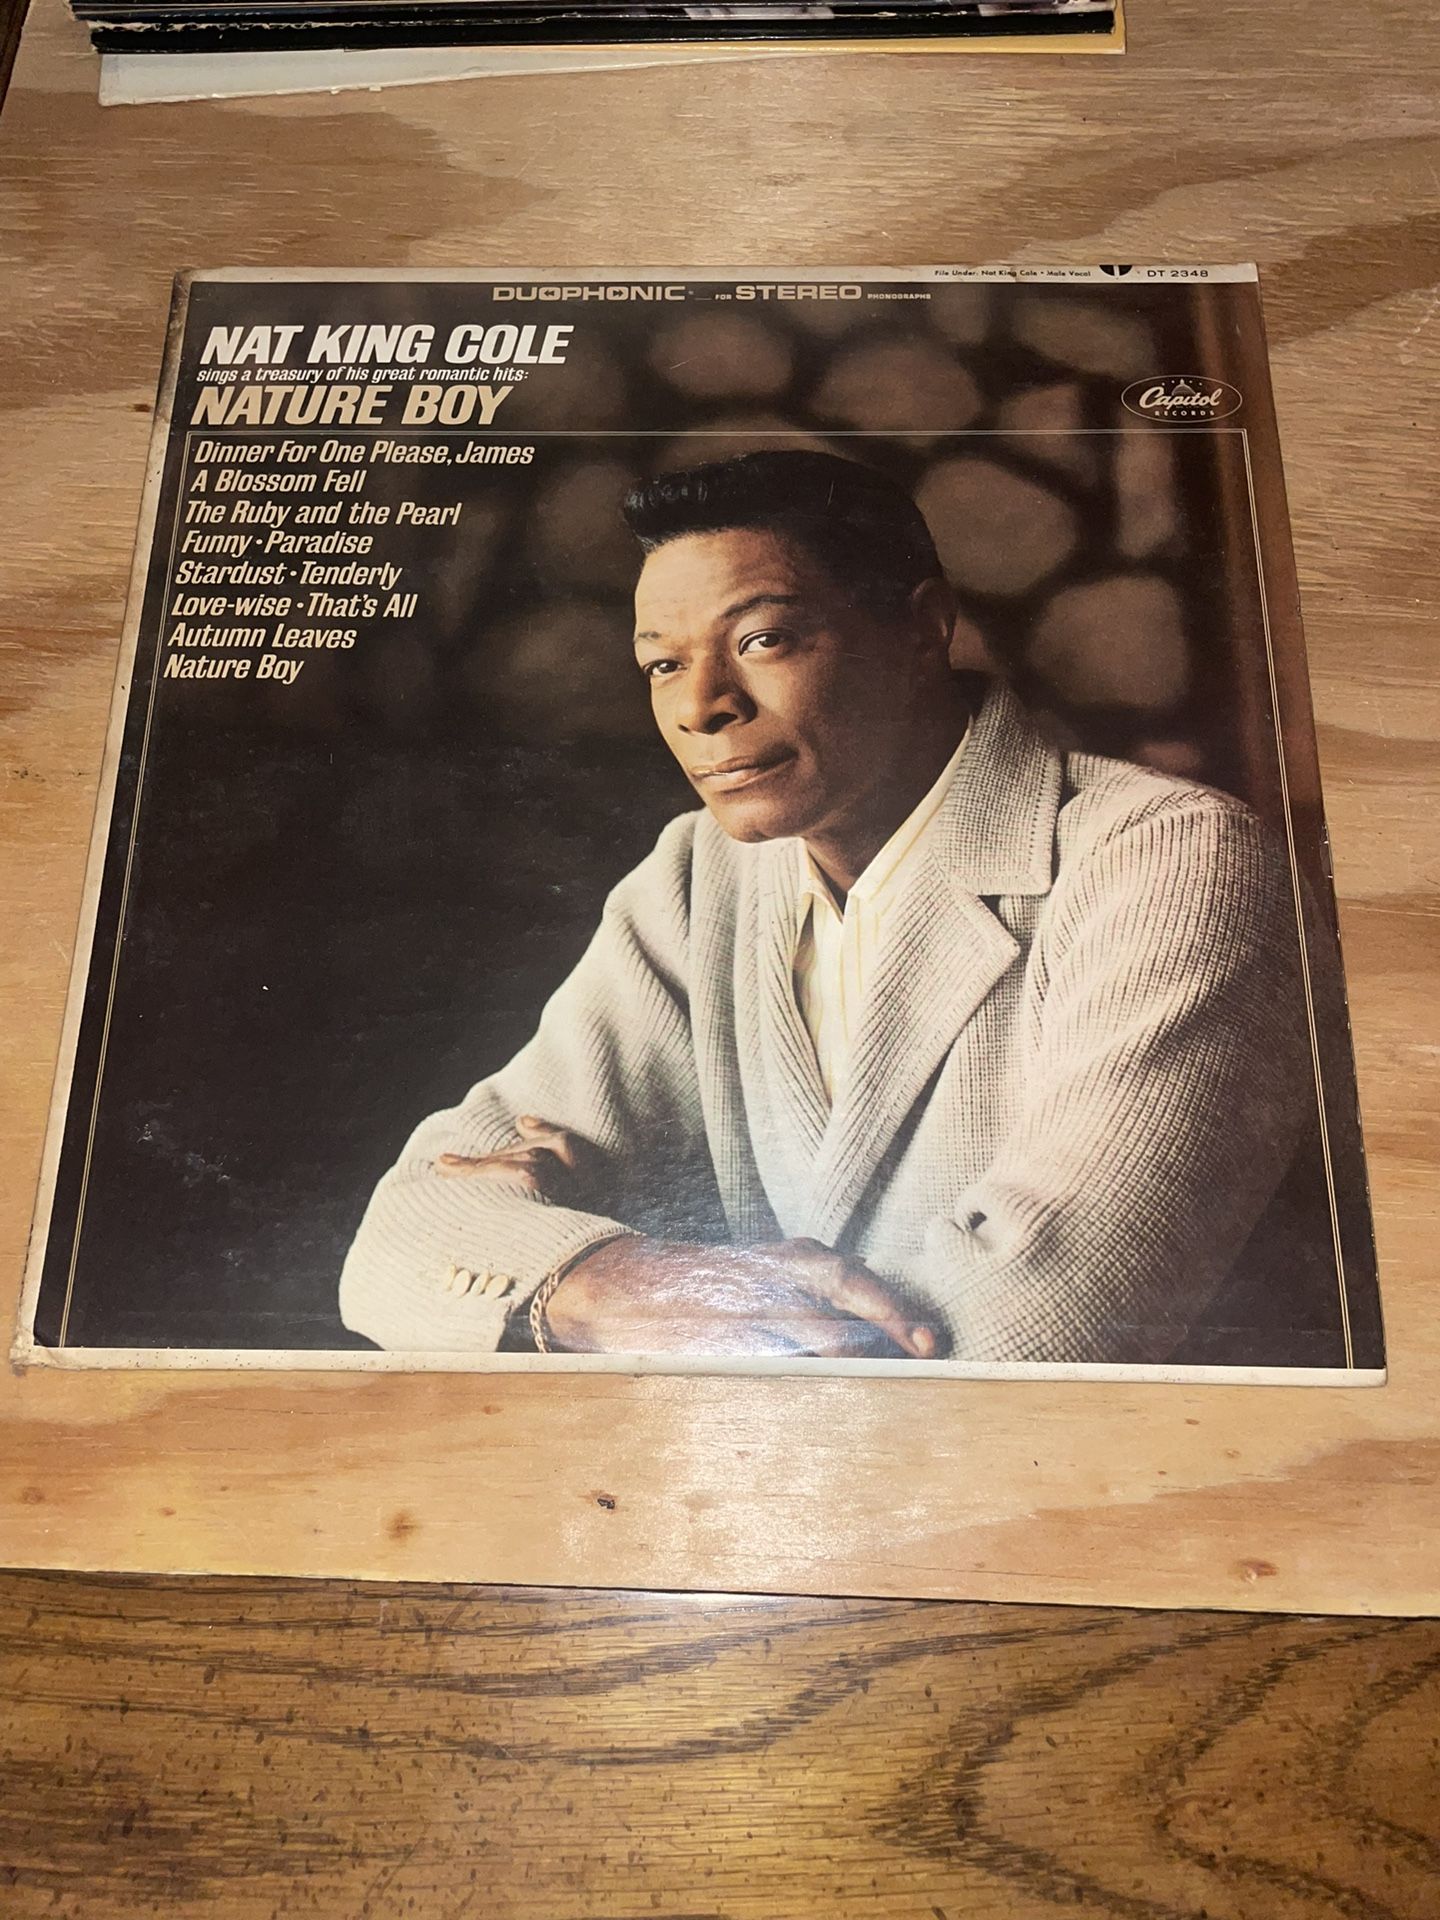 File Under: Nat King Cole • Male Vocal
DT 2348
DUOPHONIC FOR STEREO PHONOGRAPHS
NAT KING COLE
sings a treasury of his great romantic hits:
NATURE BOY
Capitol
RECORDS
Dinner For One Please, James
A Blossom Fell
The Ruby and the Pearl
Funny • Paradise
Stardust • Tenderly
Love-wise • That's All
Autumn Leaves
Nature Boy